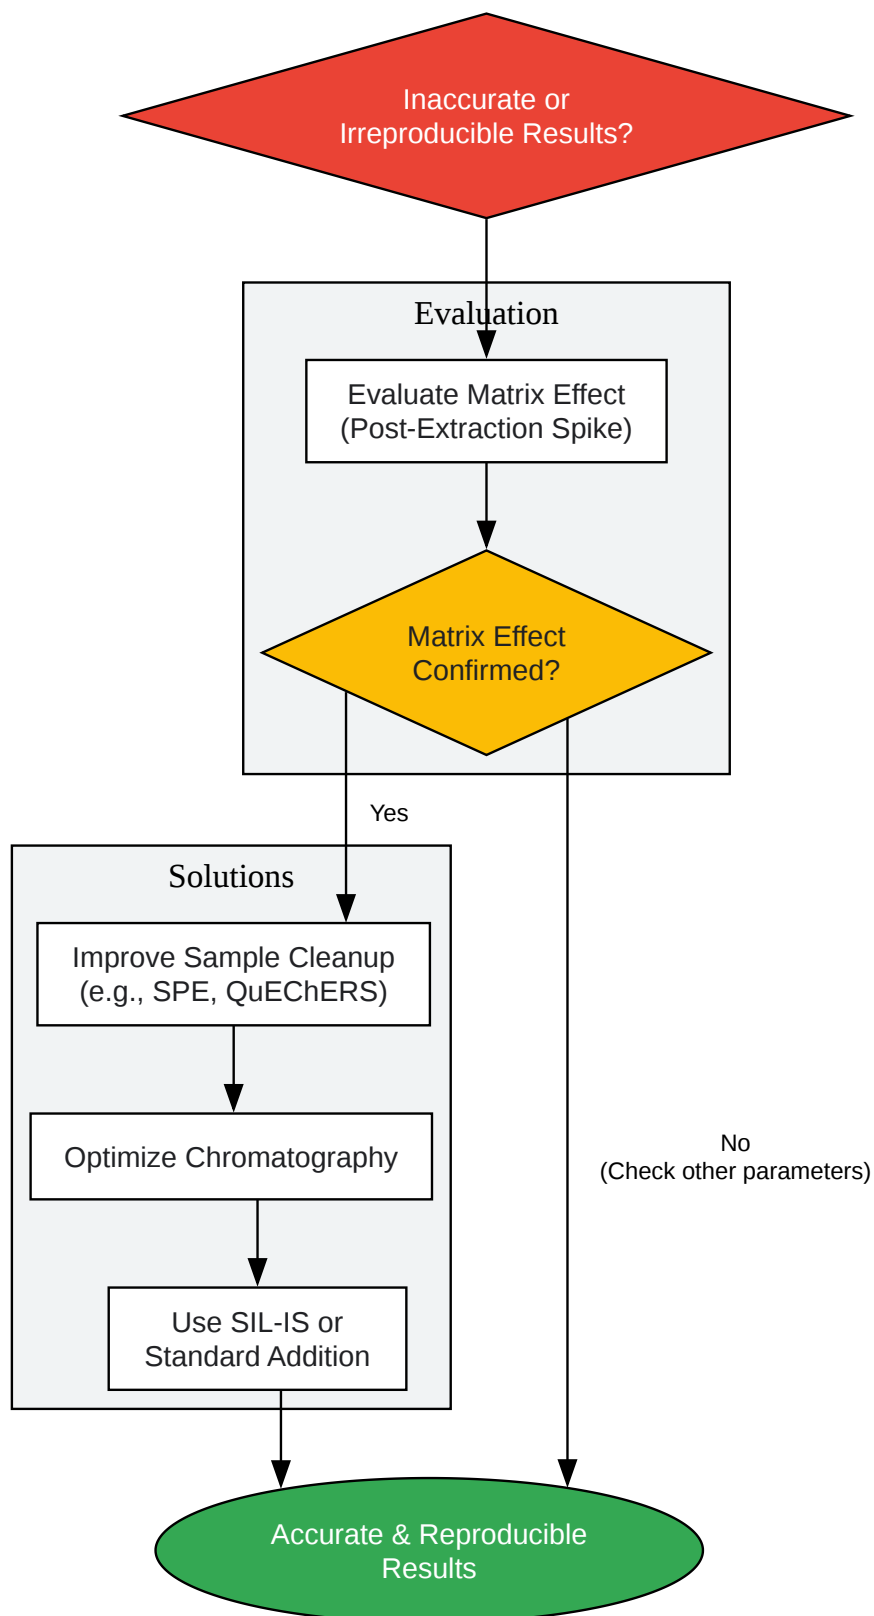 Inaccurate or
Irreproducible Results?
Evaluation
Evaluate Matrix Effect
(Post-Extraction Spike)
Matrix Effect
Confirmed?
Yes
Solutions
Improve Sample Cleanup
(e.g., SPE, QuEChERS)
Optimize Chromatography
No
(Check other parameters)
Use SIL-IS or
Standard Addition
Accurate & Reproducible
Results